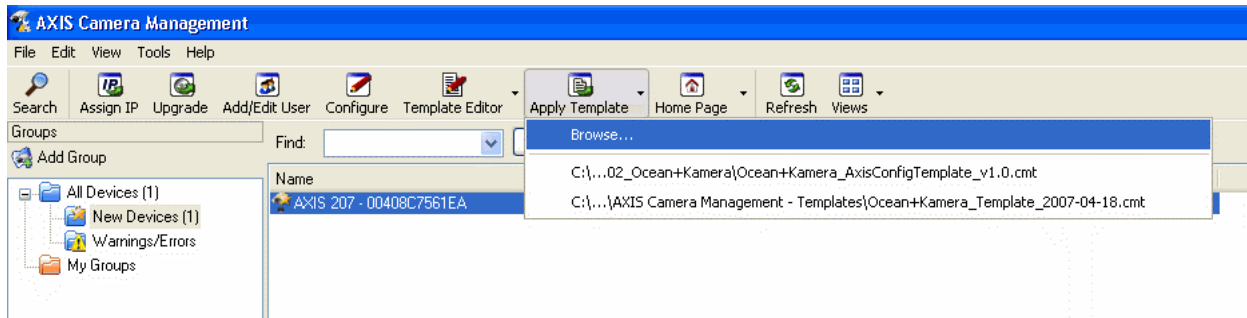 AXIS Camera Management
File Edit View Tools Help
Search Assign IP Upgrade Add/Edit User Configure Template Editor Apply Template Home Page Refresh Views
Groups
Find:
Browse...
Add Group
C:\...02_Ocean+Kamera\Ocean+Kamera_AxisConfigTemplate_v1.0.cmt
Name
All Devices (1)
AXIS 207 - 00408C7561EA
C:\...\AXIS Camera Management - Templates\Ocean+Kamera_Template_2007-04-18.cmt
New Devices (1)
Warnings/Errors
My Groups